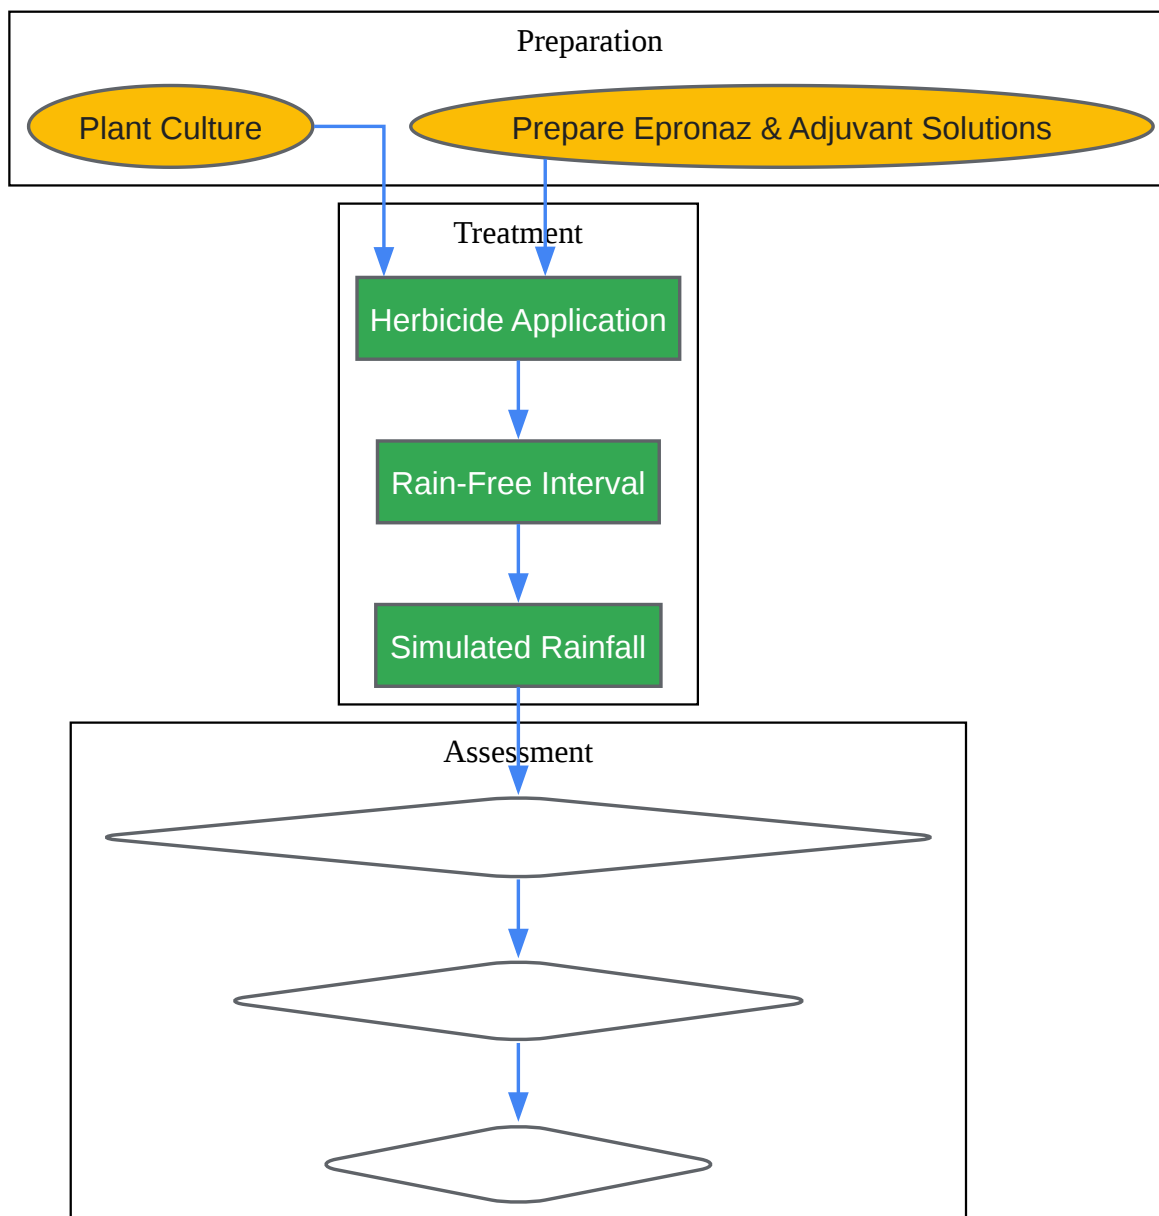 Preparation
Plant Culture
Prepare Epronaz & Adjuvant Solutions
Treatment
Herbicide Application
Rain-Free Interval
Simulated Rainfall
Assessment